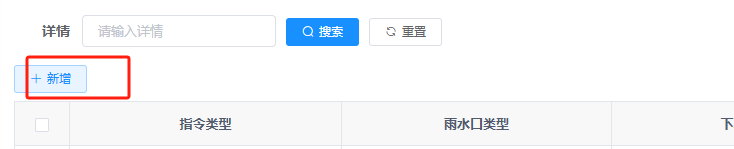 详情 请输入详情 搜索 重置
+ 新增
指令类型 雨水口类型 下